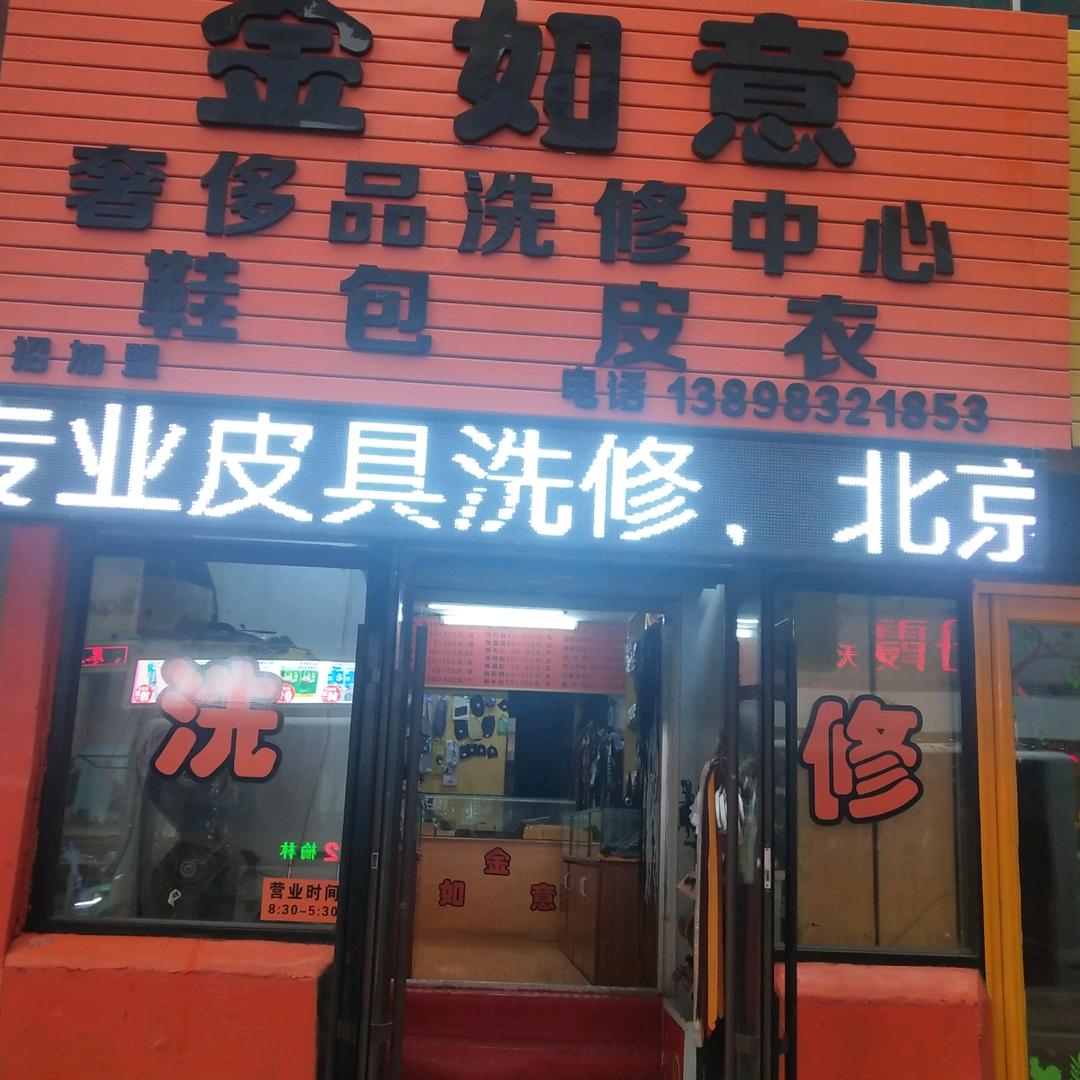 金如意
奢侈品洗修中心
鞋 包 皮 衣
招加盟
电话 13898321853
专业皮具洗修、北京
洗
修
金
如 意
榆林
营业时间
8:30-5:30